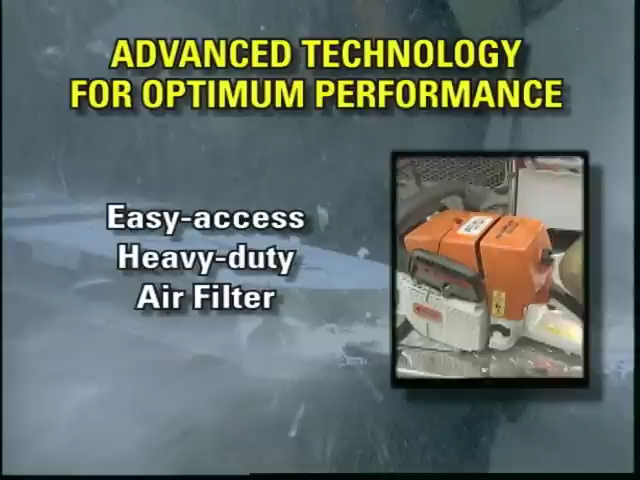 ADVANCED TECHNOLOGY
FOR OPTIMUM PERFORMANCE
Easy-access
Heavy-duty
Air Filter